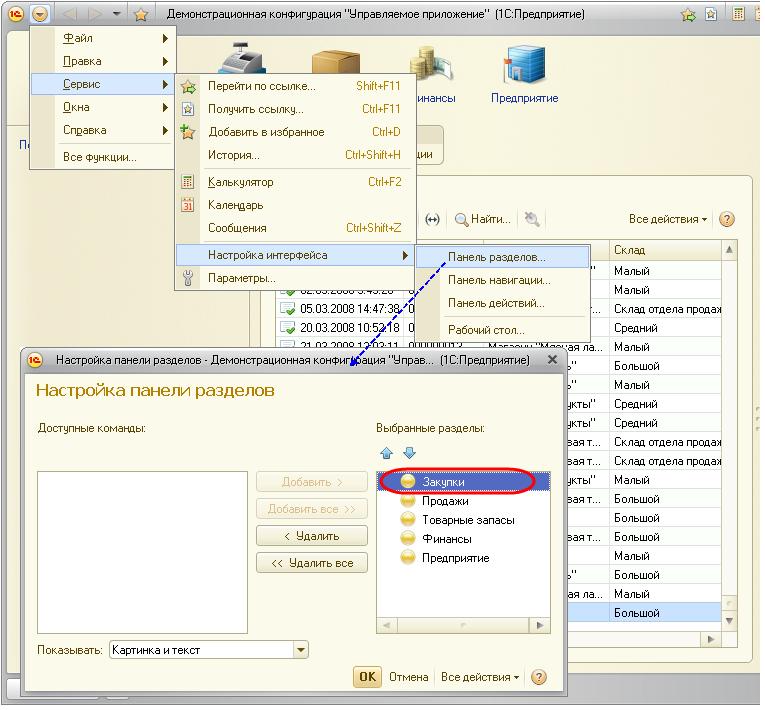 Демонстрационная конфигурация "Управляемое приложение" (1С:Предприятие)
Файл
Правка
Сервис
Окна
Справка
Все функции...
Перейти по ссылке... Shift+F11
Получить ссылку... Ctrl+F11
Добавить в избранное Ctrl+D
История... Ctrl+Shift+H
Калькулятор Ctrl+F2
Календарь
Сообщения Ctrl+Shift+Z
Настройка интерфейса
Параметры...
Панель разделов...
Панель навигации...
Панель действий...
Рабочий стол...
Предприятие
Найти...
Все действия
Склад
Малый
Малый
05.03.2008 14:47:38 Склад отдела продаж
20.03.2008 10:52:18 Средний
Малый
Большой
Малый
Средний
Средний
Склад отдела продаж
Склад отдела продаж
Малый
Большой
Большой
Большой
Малый
Большой
Малый
Большой
Настройка панели разделов - Демонстрационная конфигурация "Управ... (1С:Предприятие)
Настройка панели разделов
Доступные команды:
Выбранные разделы:
Добавить >
Добавить все >>
< Удалить
<< Удалить все
Закупки
Продажи
Товарные запасы
Финансы
Предприятие
Показывать: Картинка и текст
OK Отмена Все действия